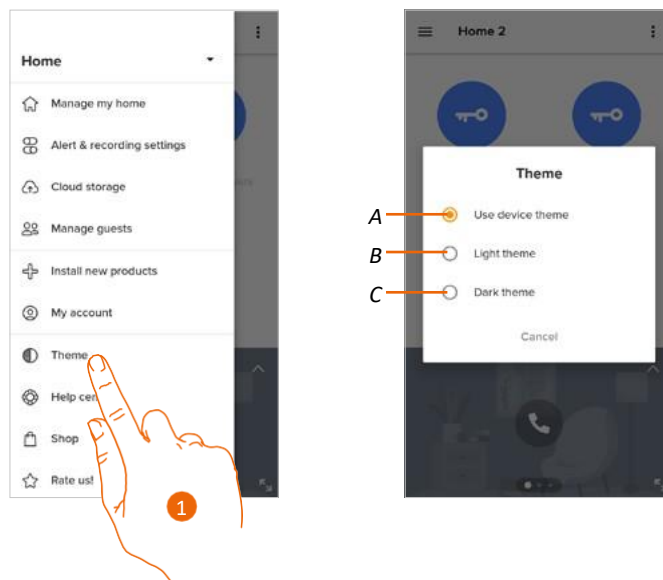 Home
Manage my home
Alert & recording settings
Cloud storage
Manage guests
Install new products
My account
Theme
Help cen
Shop
Rate us!
1
Home 2
Theme
A
Use device theme
B
Light theme
C
Dark theme
Cancel